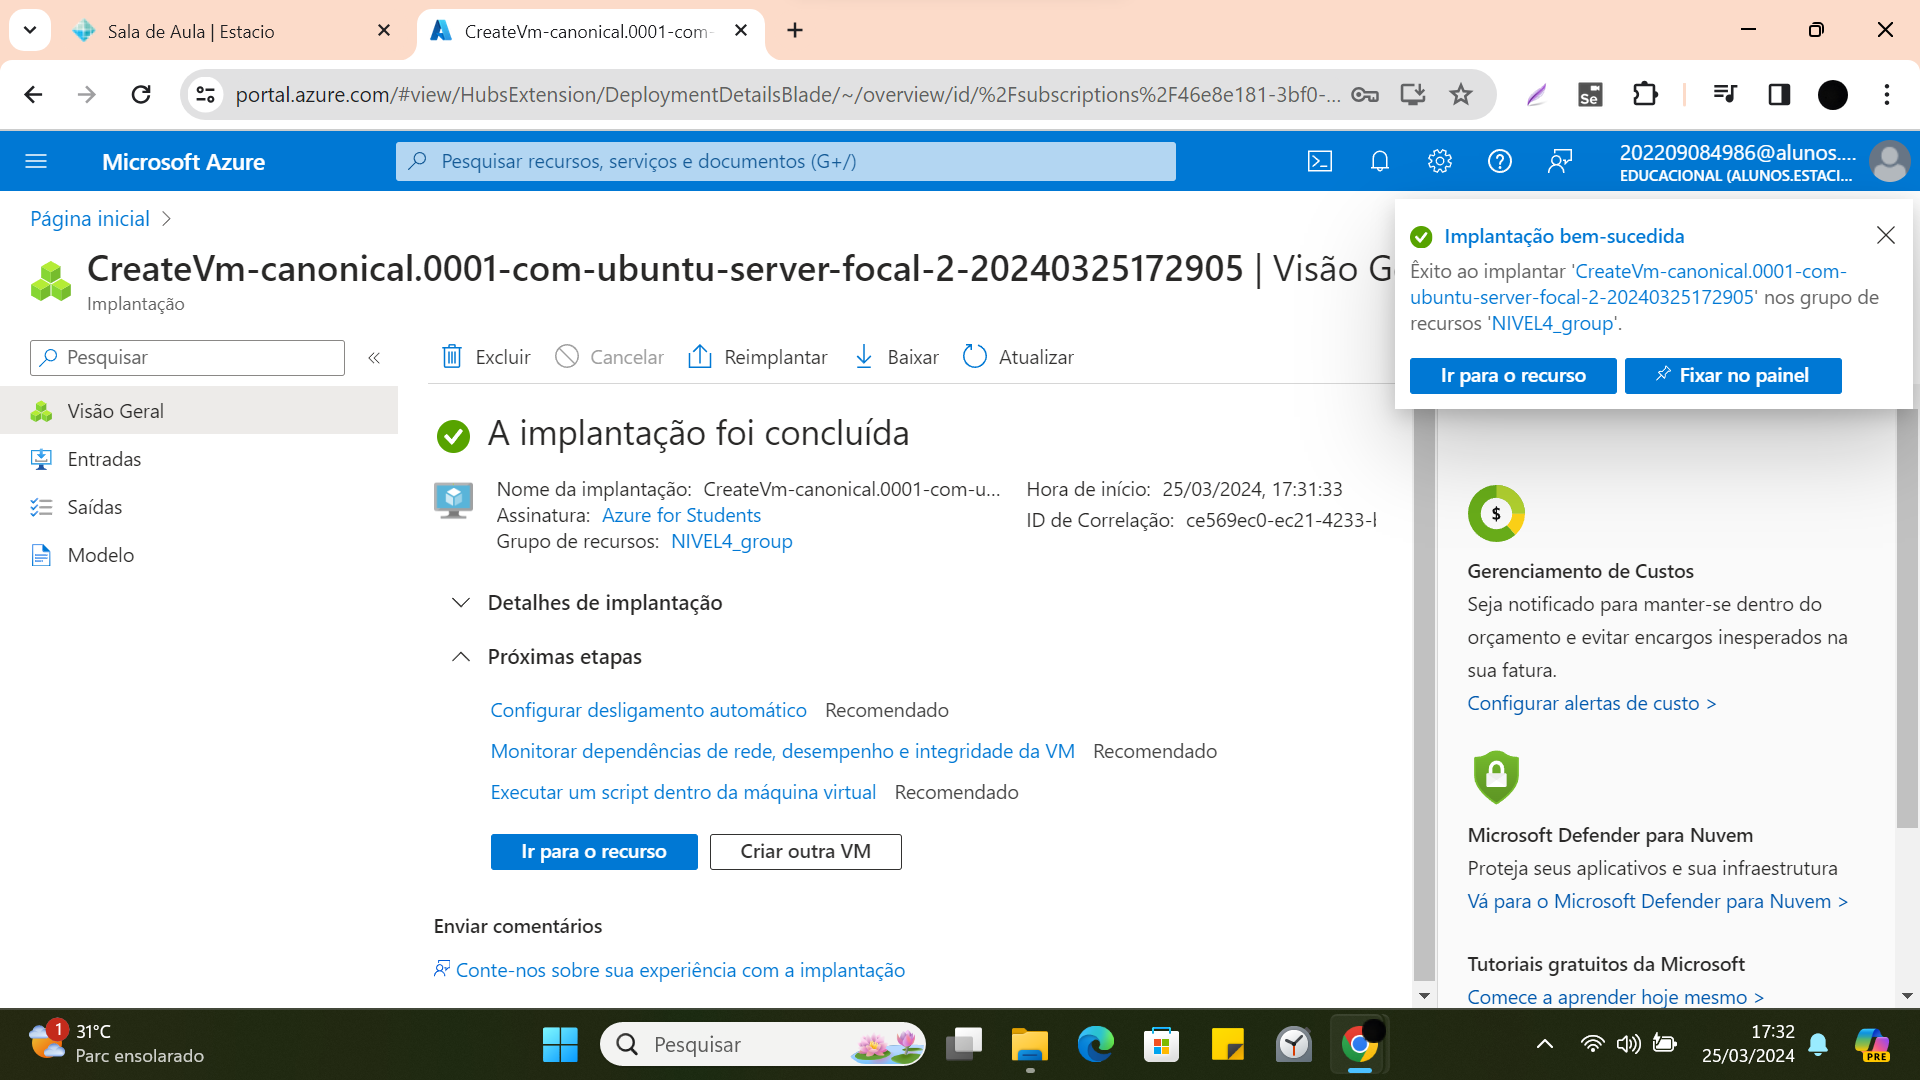 Sala de Aula | Estacio
CreateVm-canonical.0001-com-
portal.azure.com/#view/HubsExtension/DeploymentDetailsBlade/~/overview/id/%2Fsubscriptions%2F46e8e181-3bf0-...
Se
Microsoft Azure
Pesquisar recursos, serviços e documentos (G+/)
202209084986@alunos....
EDUCACIONAL (ALUNOS.ESTACI...
Página inicial
CreateVm-canonical.0001-com-ubuntu-server-focal-2-20240325172905 | Visão G
Implantação
Implantação bem-sucedida
Êxito ao implantar 'CreateVm-canonical.0001-com-
ubuntu-server-focal-2-20240325172905' nos grupo de
recursos 'NIVEL4_group'.
Ir para o recurso
Fixar no painel
Pesquisar
Excluir
Cancelar
Reimplantar
Baixar
Atualizar
Visão Geral
Entradas
Saídas
Modelo
A implantação foi concluída
Nome da implantação: CreateVm-canonical.0001-com-u...
Assinatura: Azure for Students
Grupo de recursos: NIVEL4_group
Hora de início: 25/03/2024, 17:31:33
ID de Correlação: ce569ec0-ec21-4233-
Detalhes de implantação
Próximas etapas
Configurar desligamento automático Recomendado
Monitorar dependências de rede, desempenho e integridade da VM Recomendado
Executar um script dentro da máquina virtual Recomendado
Ir para o recurso
Criar outra VM
Enviar comentários
Conte-nos sobre sua experiência com a implantação
$
Gerenciamento de Custos
Seja notificado para manter-se dentro do
orçamento e evitar encargos inesperados na
sua fatura.
Configurar alertas de custo >
Microsoft Defender para Nuvem
Proteja seus aplicativos e sua infraestrutura
Vá para o Microsoft Defender para Nuvem >
Tutoriais gratuitos da Microsoft
Comece a aprender hoje mesmo >
1
31°C
Parc ensolarado
Pesquisar
17:32
25/03/2024
PRE